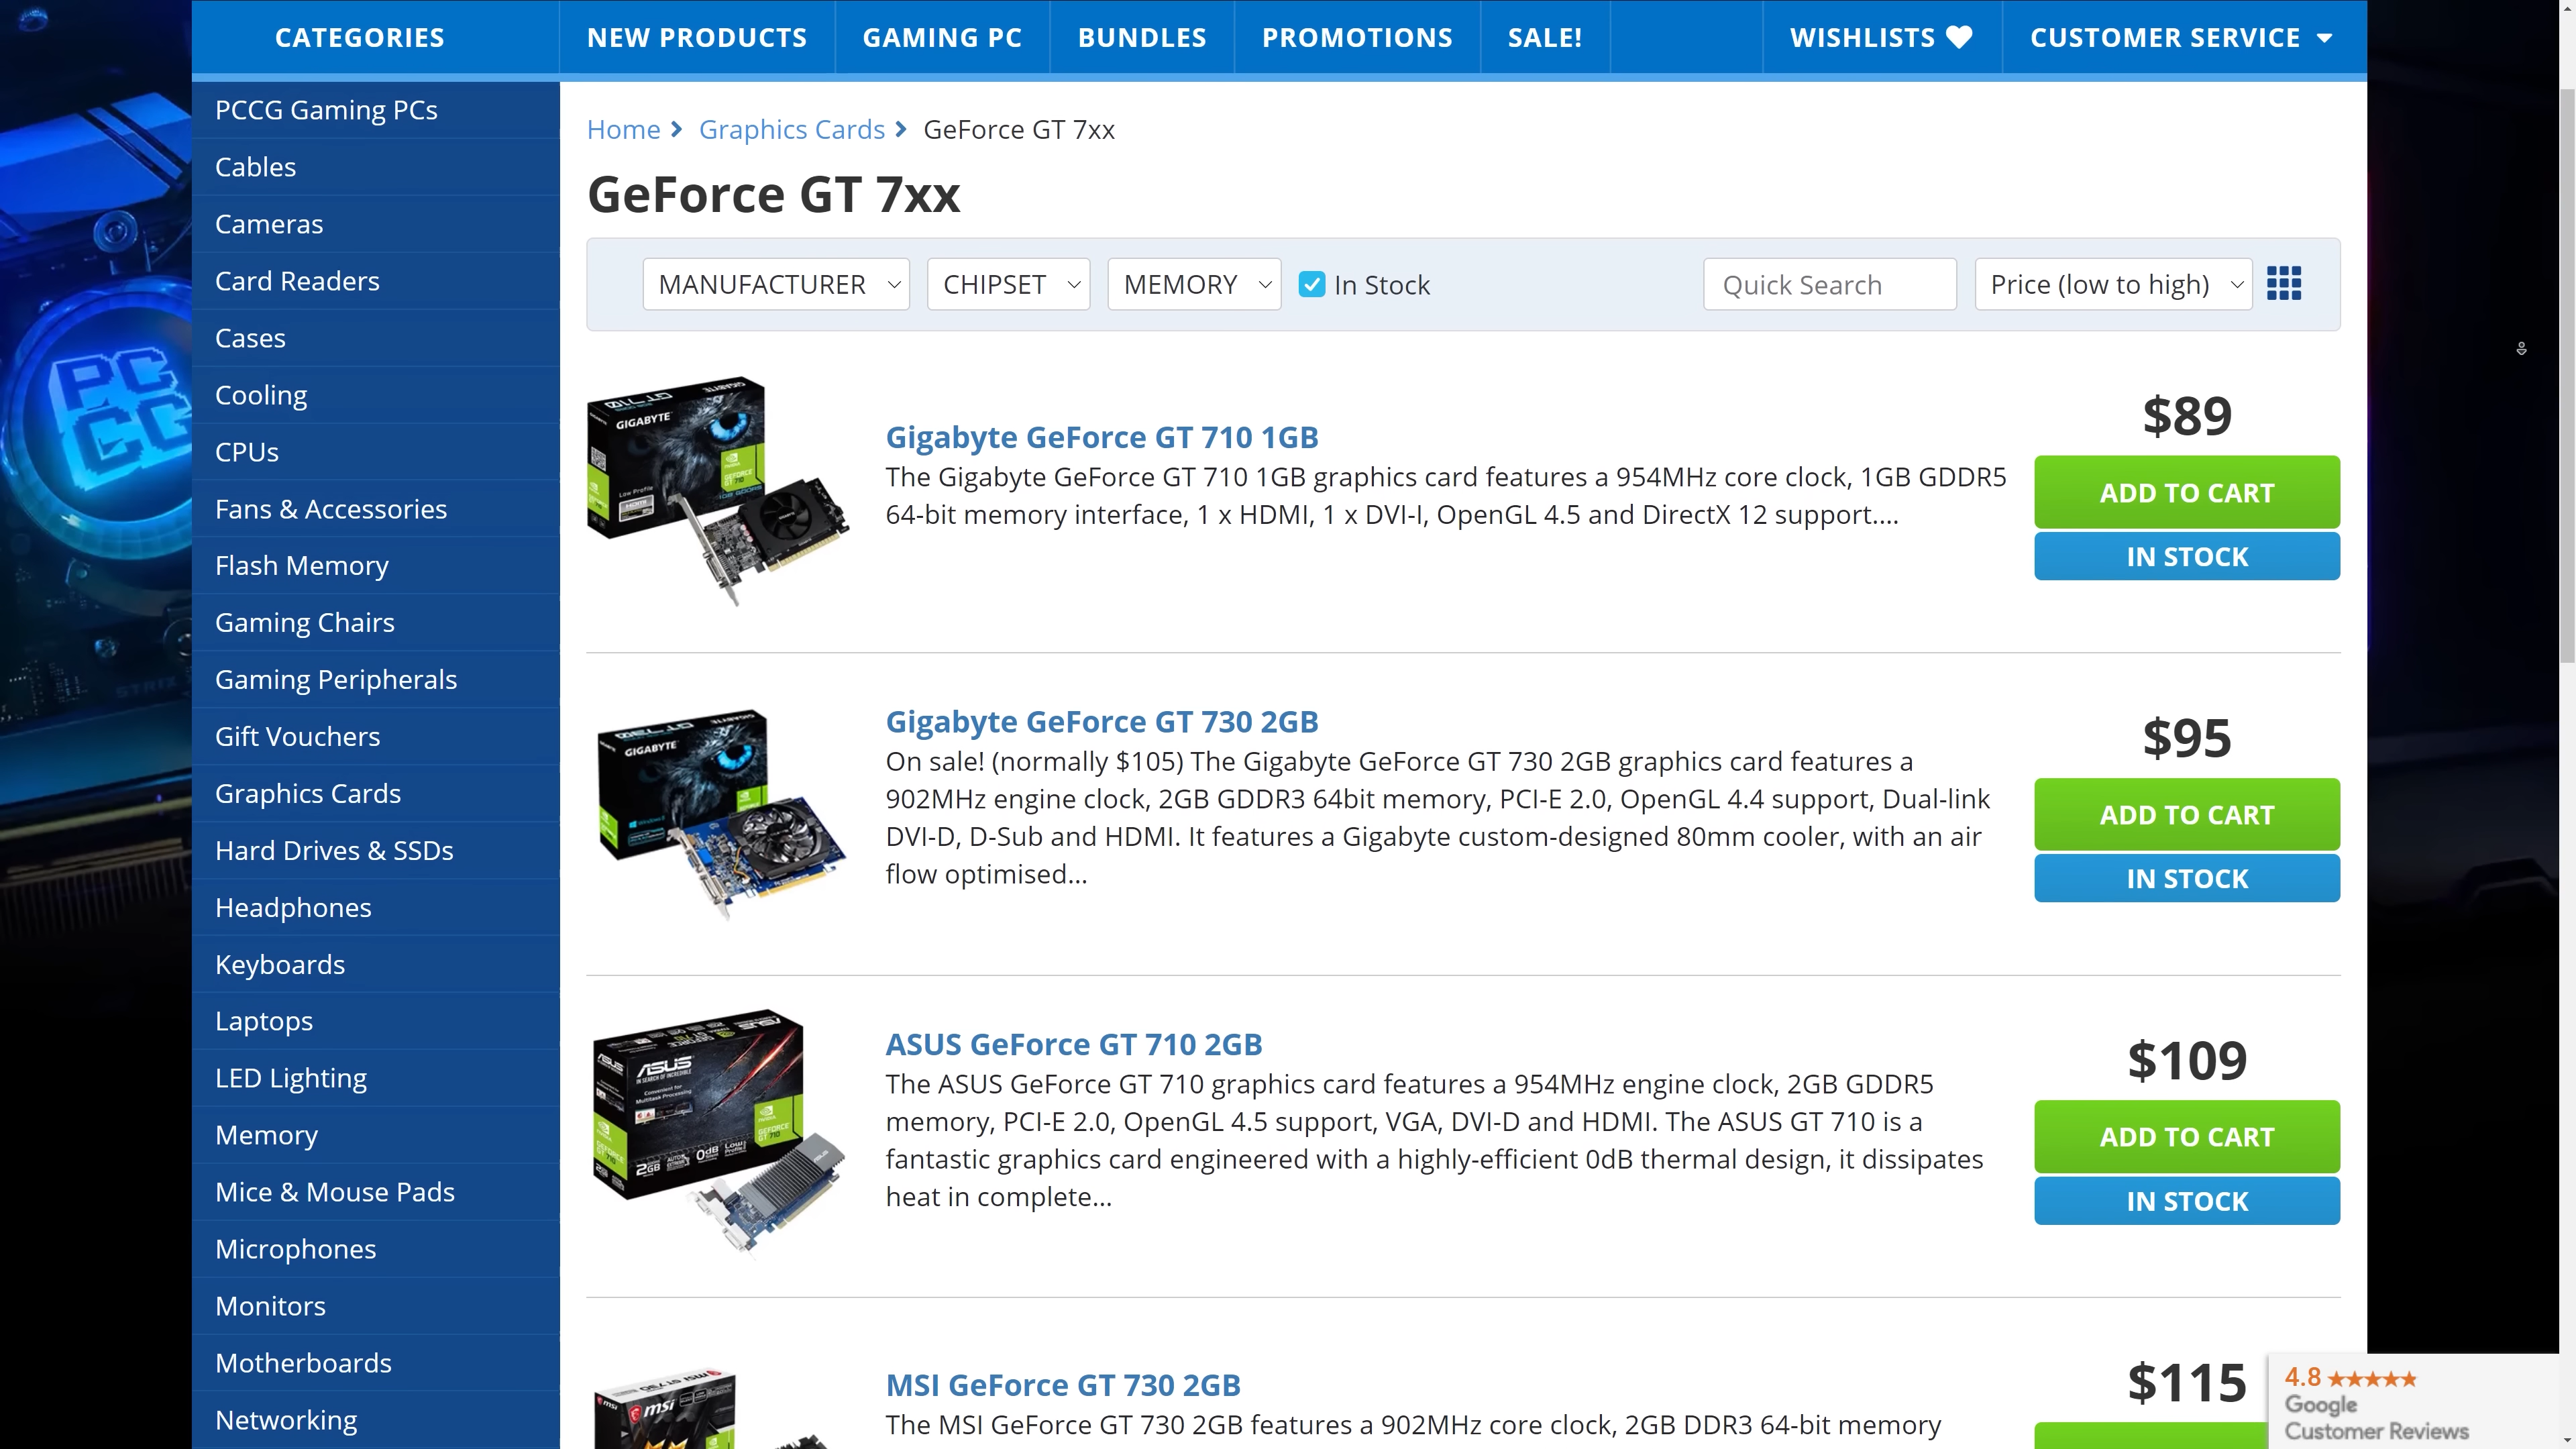 CATEGORIES
NEW PRODUCTS
GAMING PC
BUNDLES
PROMOTIONS
SALE!
WISHLISTS
CUSTOMER SERVICE
PCCG Gaming PCs
Cables
Cameras
Card Readers
Cases
Cooling
CPUs
Fans & Accessories
Flash Memory
Gaming Chairs
Gaming Peripherals
Gift Vouchers
Graphics Cards
Hard Drives & SSDs
Headphones
Keyboards
Laptops
LED Lighting
Memory
Mice & Mouse Pads
Microphones
Monitors
Motherboards
Networking
PC
CC
STRIX
Home > Graphics Cards > GeForce GT 7xx
GeForce GT 7xx
MANUFACTURER
CHIPSET
MEMORY
In Stock
Quick Search
Price (low to high)
GIGABYTE
Gigabyte GeForce GT 710 1GB
The Gigabyte GeForce GT 710 1GB graphics card features a 954MHz core clock, 1GB GDDR5
64-bit memory interface, 1 x HDMI, 1 x DVI-I, OpenGL 4.5 and DirectX 12 support....
$89
ADD TO CART
IN STOCK
GIGABYTE
Gigabyte GeForce GT 730 2GB
On sale! (normally $105) The Gigabyte GeForce GT 730 2GB graphics card features a
902MHz engine clock, 2GB GDDR3 64bit memory, PCI-E 2.0, OpenGL 4.4 support, Dual-link
DVI-D, D-Sub and HDMI. It features a Gigabyte custom-designed 80mm cooler, with an air
flow optimised...
$95
ADD TO CART
IN STOCK
ASUS
2GB
0dB
ASUS GeForce GT 710 2GB
The ASUS GeForce GT 710 graphics card features a 954MHz engine clock, 2GB GDDR5
memory, PCI-E 2.0, OpenGL 4.5 support, VGA, DVI-D and HDMI. The ASUS GT 710 is a
fantastic graphics card engineered with a highly-efficient 0dB thermal design, it dissipates
heat in complete...
$109
ADD TO CART
IN STOCK
msi
MSI GeForce GT 730 2GB
The MSI GeForce GT 730 2GB features a 902MHz core clock, 2GB DDR3 64-bit memory
$115
4.8
Google
Customer Reviews